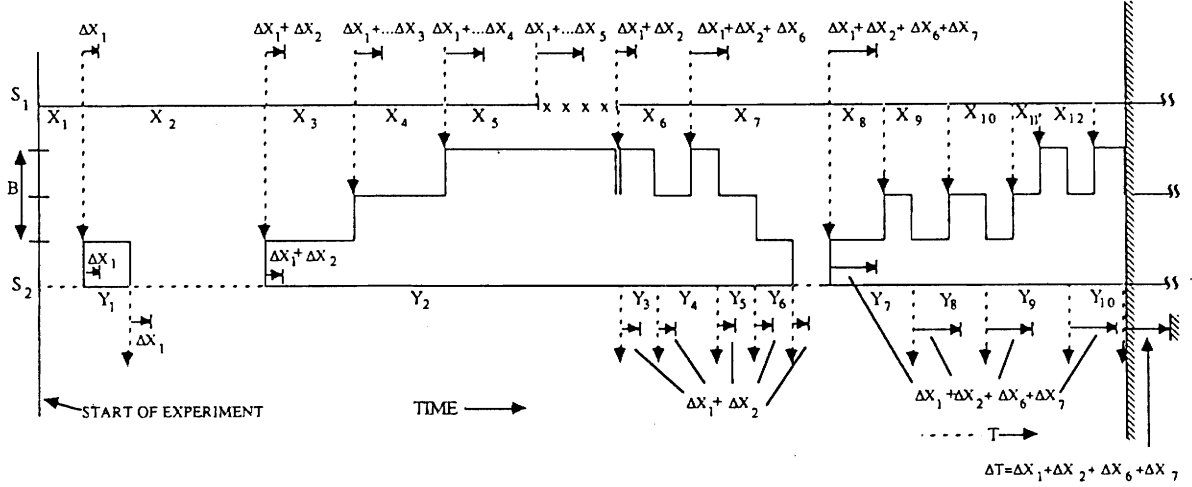 ΔX₁ ΔX₁+ ΔX₂ ΔX₁+...ΔX₃ ΔX₁+...ΔX₄ ΔX₁+...ΔX₅ ΔX₁+ΔX₂ ΔX₁+ΔX₂ + ΔX₆ ΔX₁+ΔX₂ +ΔX₆+ΔX₇
S₁
x x x x
X₁ X₂ X₃ X₄ X₅ X₆ X₇ X₈ X₉ X₁₀ X₁₁ X₁₂
B
ΔX₁ ΔX₁+ ΔX₂
S₂
Y₁ Y₂ Y₃ Y₄ Y₅ Y₆ Y₇ Y₈ Y₉ Y₁₀
ΔX₁
START OF EXPERIMENT TIME ΔX₁+ ΔX₂ ΔX₁ +ΔX₂+ ΔX₆+ΔX₇
T
ΔT=ΔX₁+ΔX₂+ ΔX₆+ΔX₇